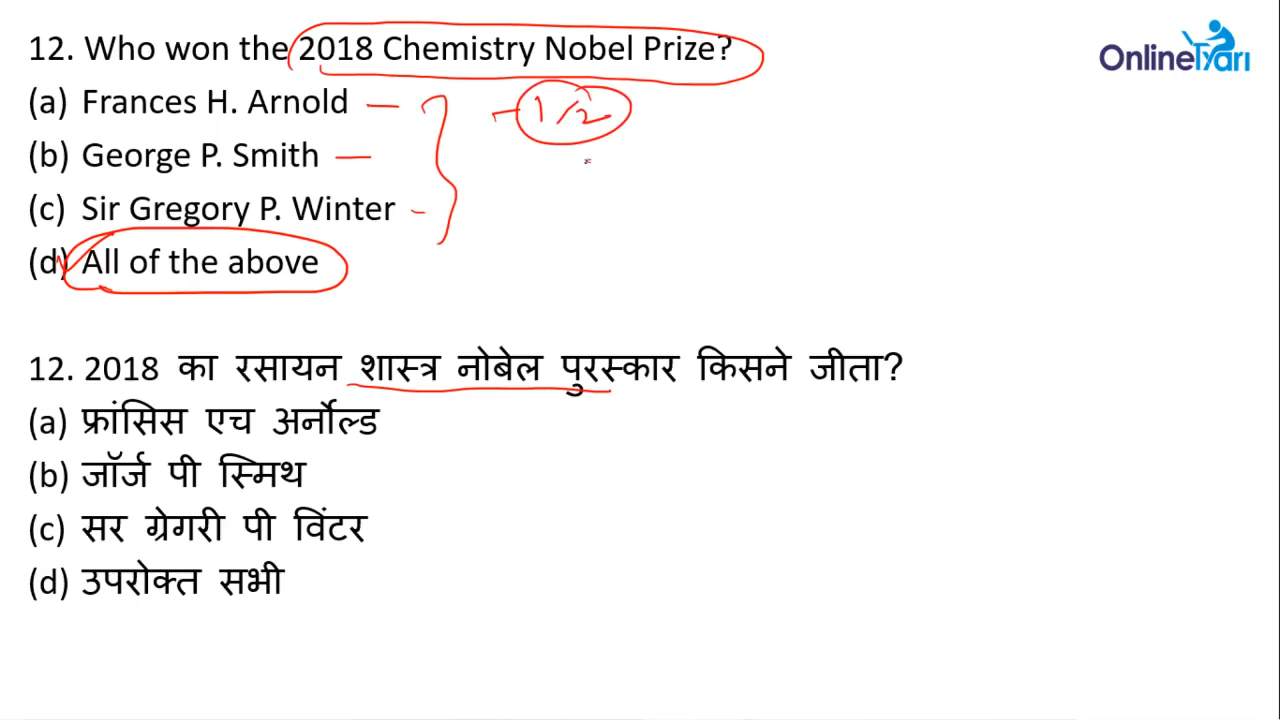 12. Who won the 2018 Chemistry Nobel Prize?
OnlineTyari
(a) Frances H. Arnold
1/2
(b) George P. Smith
(c) Sir Gregory P. Winter
(d) All of the above
12. 2018 का रसायन शास्त्र नोबेल पुरस्कार किसने जीता?
(a) फ्रांसिस एच अर्नोल्ड
(b) जॉर्ज पी स्मिथ
(c) सर ग्रेगरी पी विंटर
(d) उपरोक्त सभी